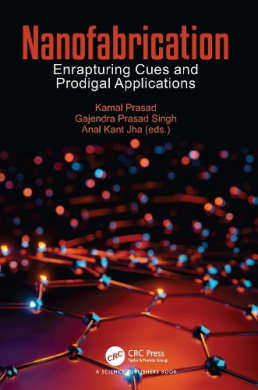 Nanofabrication
Enrapturing Cues and
Prodigal Applications
Kamal Prasad
Gajendra Prasad Singh
Anal Kant Jha (eds.)
CRC CRC Press
Taylor & Francis Group
A SCIENCE PUBLISHERS BOOK